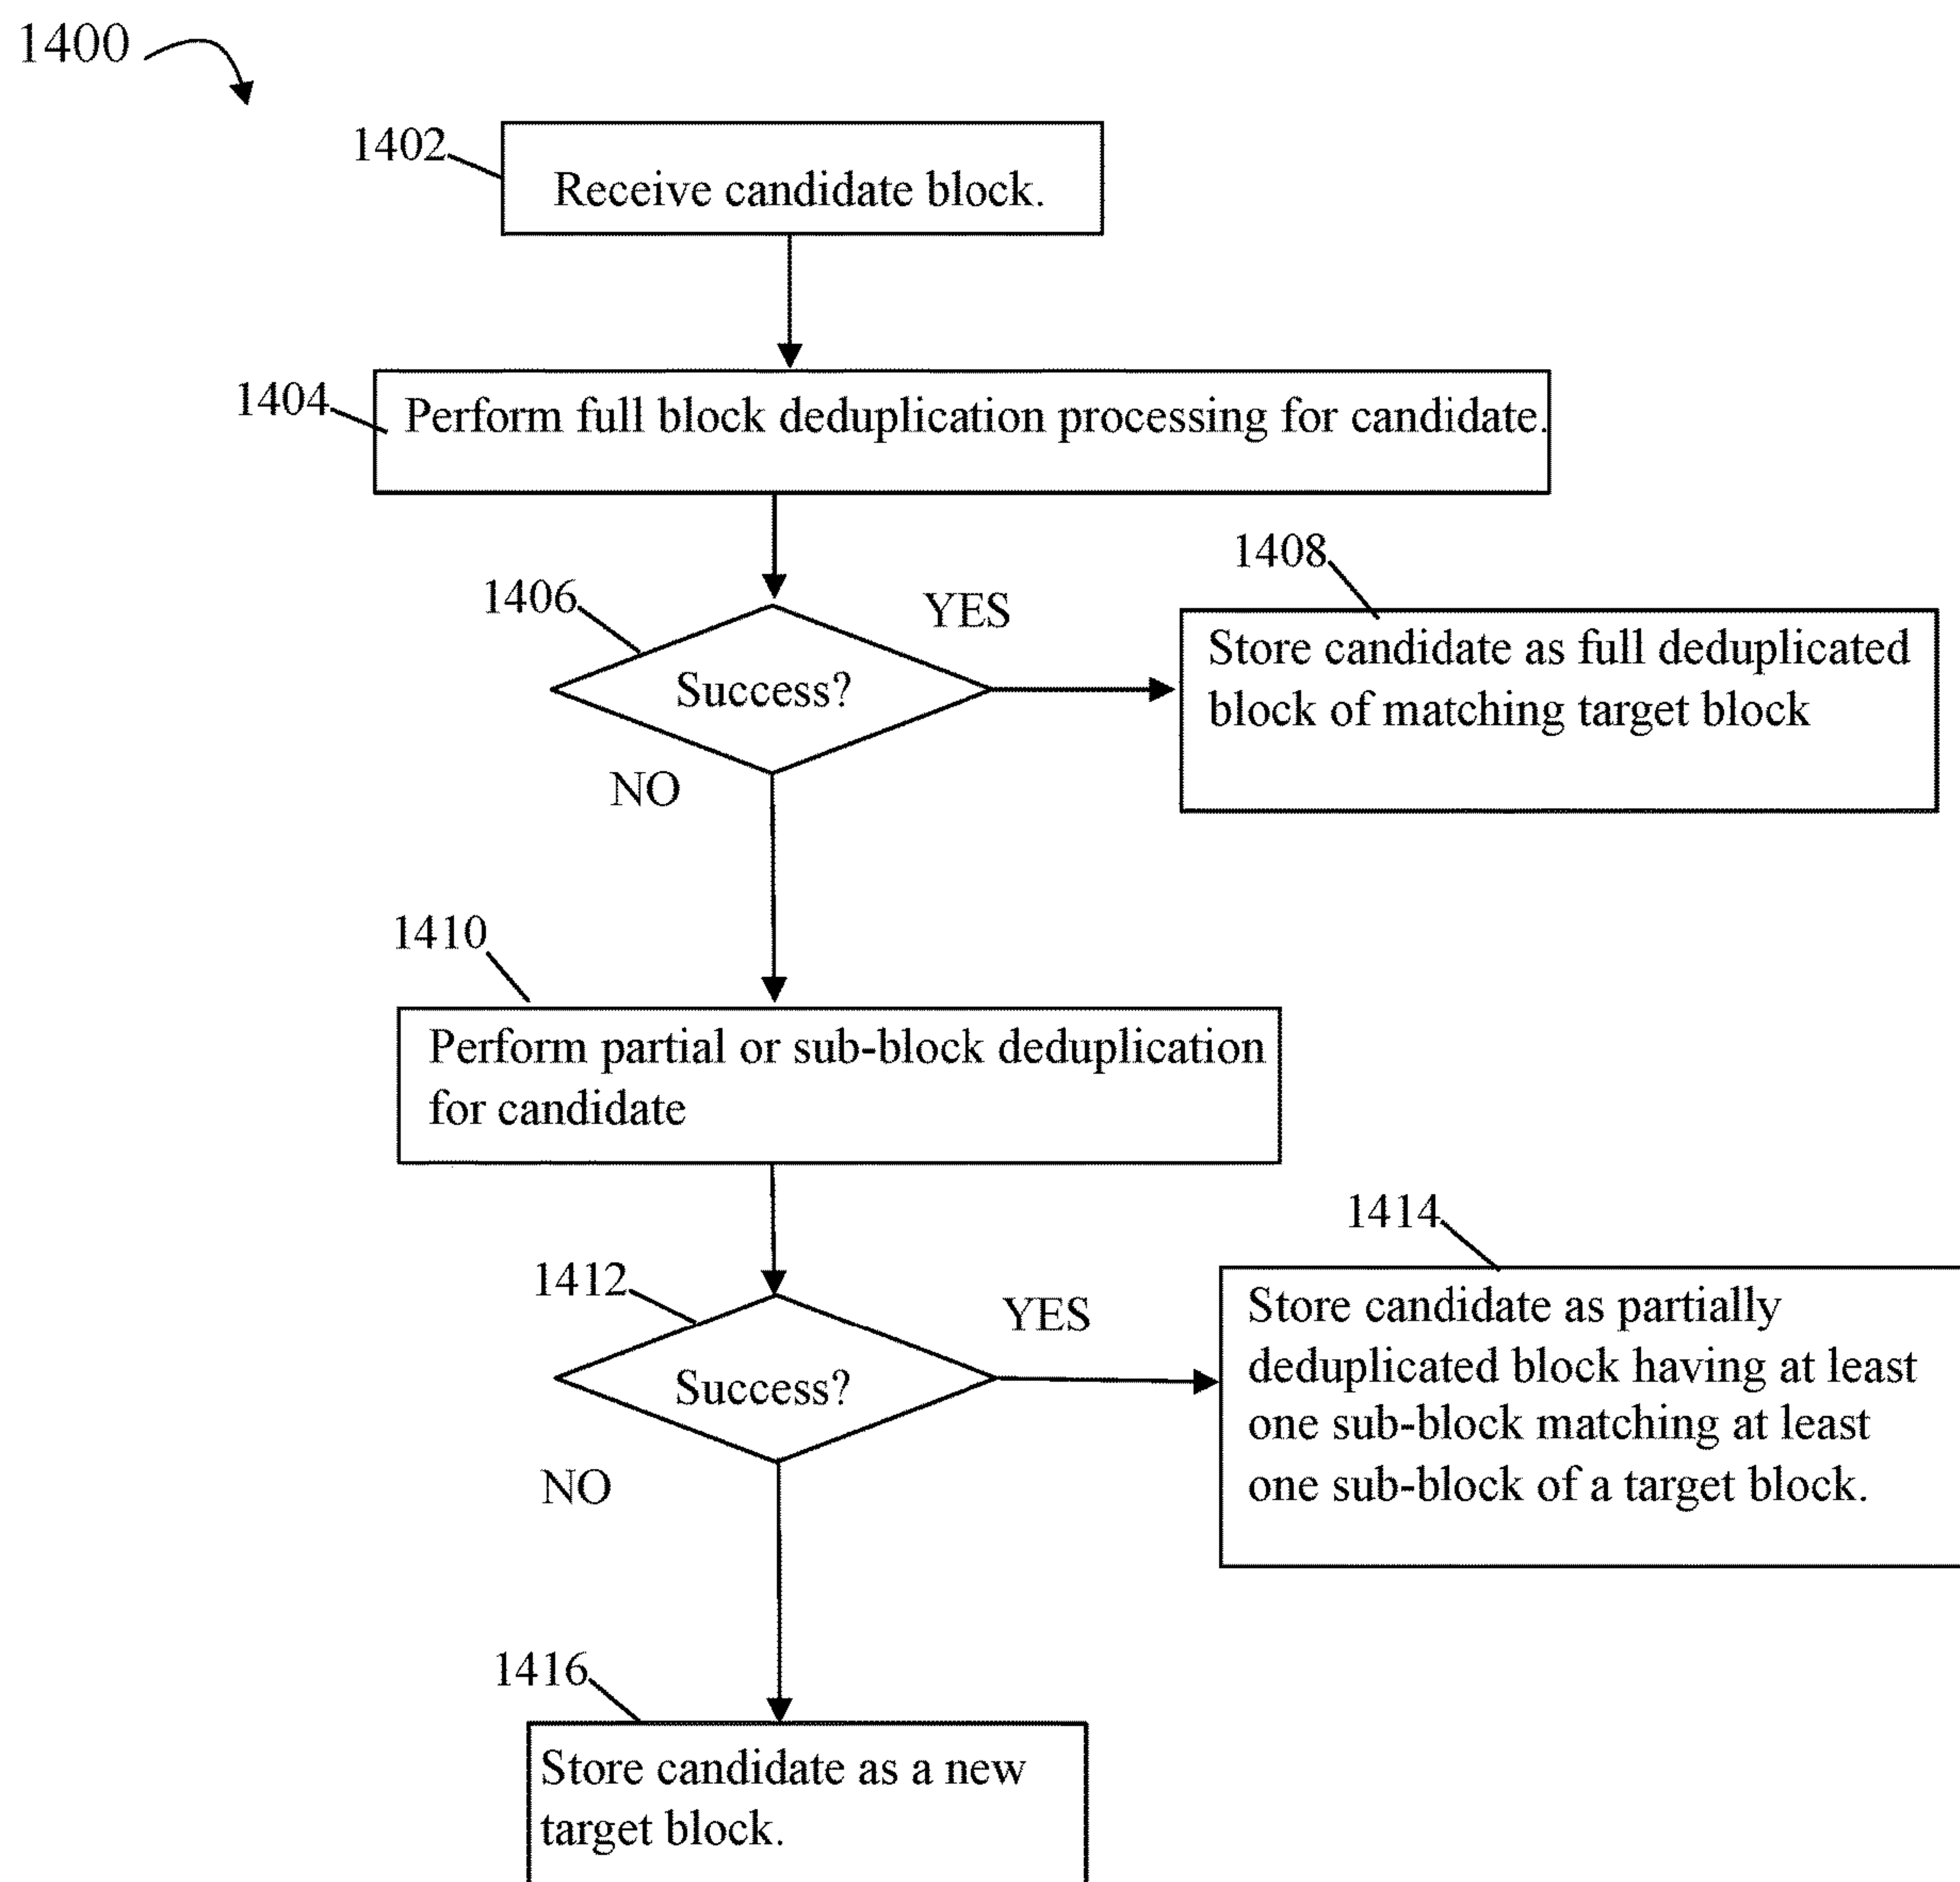 1400
1402
Receive candidate block.
1404
Perform full block deduplication processing for candidate.
1406
Success?
YES
1408
Store candidate as full deduplicated
block of matching target block
NO
1410
Perform partial or sub-block deduplication
for candidate
1412
Success?
YES
1414
Store candidate as partially
deduplicated block having at least
one sub-block matching at least
one sub-block of a target block.
NO
1416
Store candidate as a new
target block.